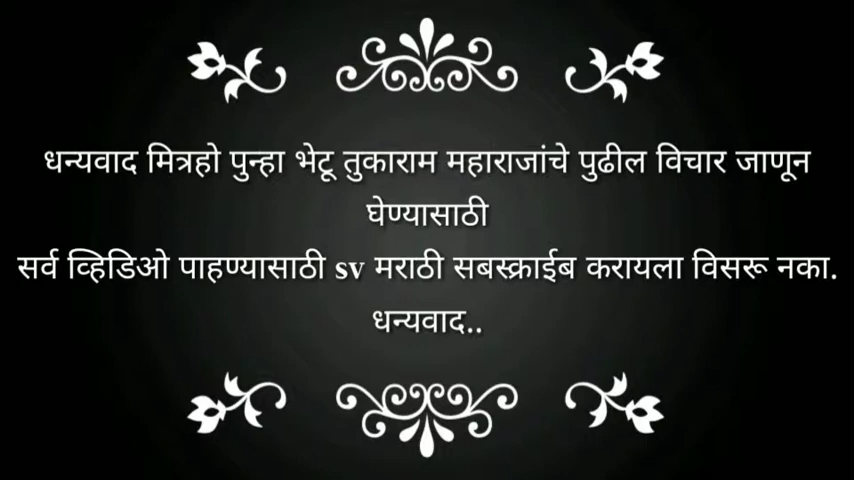 धन्यवाद मित्रहो पुन्हा भेटू तुकाराम महाराजांचे पुढील विचार जाणून
घेण्यासाठी
सर्व व्हिडिओ पाहण्यासाठी sv मराठी सबस्क्राईब करायला विसरू नका.
धन्यवाद..